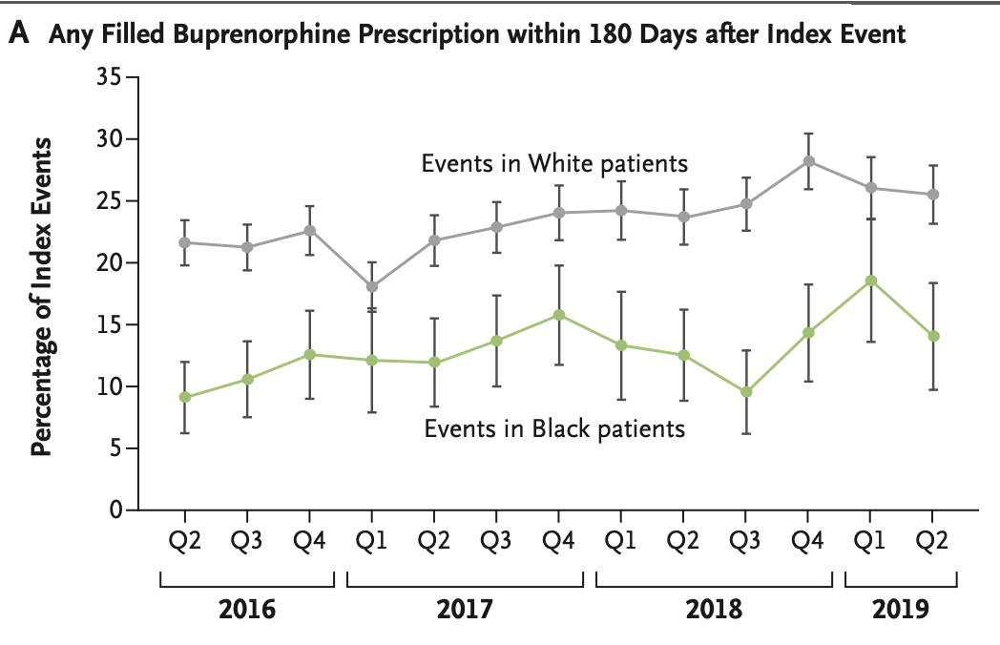 A Any Filled Buprenorphine Prescription within 180 Days after Index Event
Percentage of Index Events
35
30
25
20
15
10
5
0
Events in White patients
Events in Black patients
Q2 Q3 Q4 Q1 Q2 Q3 Q4 Q1 Q2 Q3 Q4 Q1 Q2
2016 2017 2018 2019